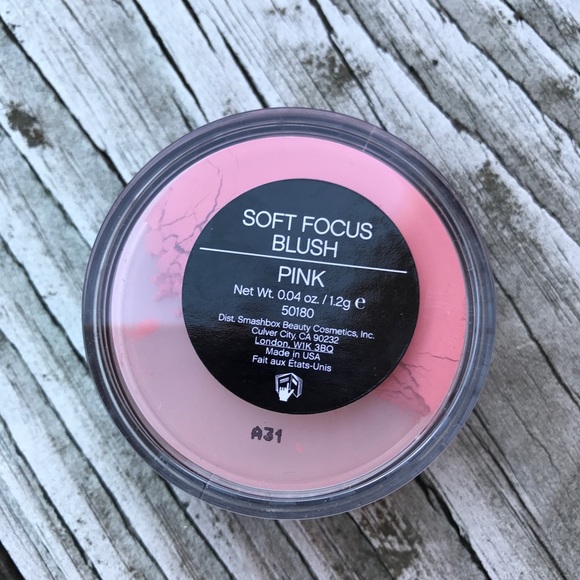 SOFT FOCUS
BLUSH
PINK
Net Wt. 0.04 oz. / 1.2g ℮
50180
Dist. Smashbox Beauty Cosmetics, Inc.
Culver City, CA 90232
London, W1K 3BQ
Made in USA
Fait aux États-Unis
A31